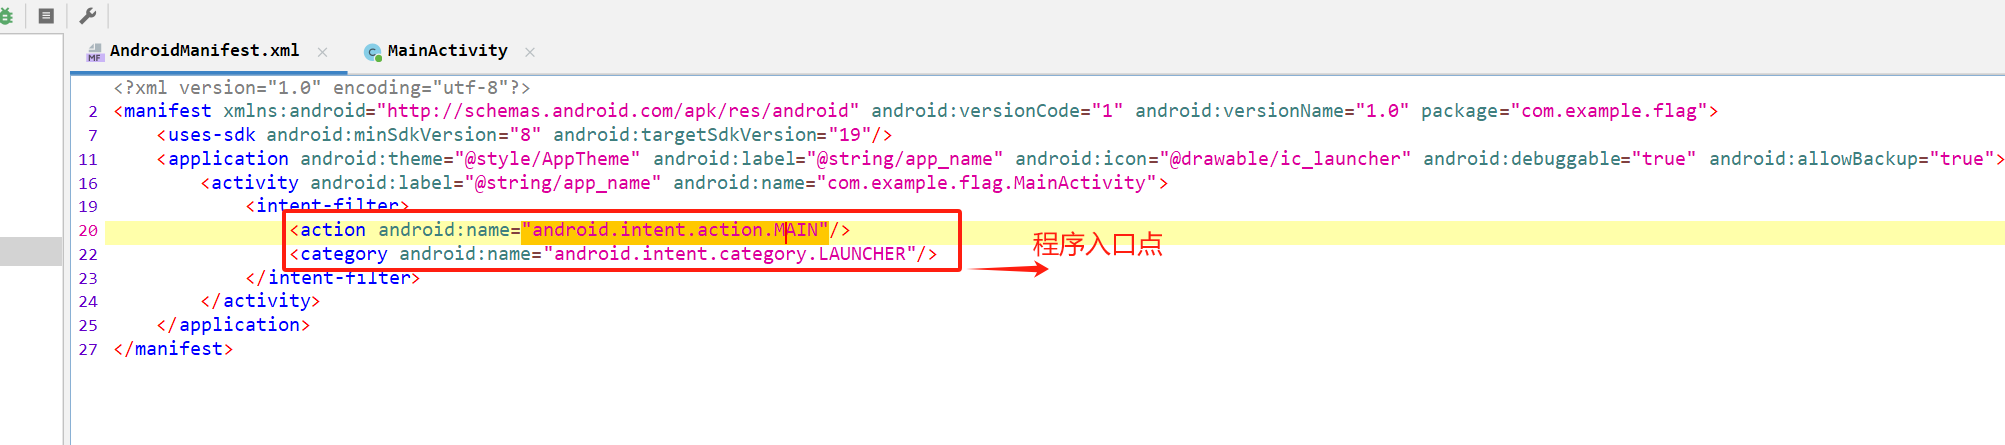 AndroidManifest.xml MainActivity
<?xml version="1.0" encoding="utf-8"?>
2 <manifest xmlns:android="http://schemas.android.com/apk/res/android" android:versionCode="1" android:versionName="1.0" package="com.example.flag">
7 <uses-sdk android:minSdkVersion="8" android:targetSdkVersion="19"/>
11 <application android:theme="@style/AppTheme" android:label="@string/app_name" android:icon="@drawable/ic_launcher" android:debuggable="true" android:allowBackup="true">
16 <activity android:label="@string/app_name" android:name="com.example.flag.MainActivity">
19 <intent-filter>
20 <action android:name="android.intent.action.MAIN"/>
22 <category android:name="android.intent.category.LAUNCHER"/>
程序入口点
23 </intent-filter>
24 </activity>
25 </application>
27 </manifest>